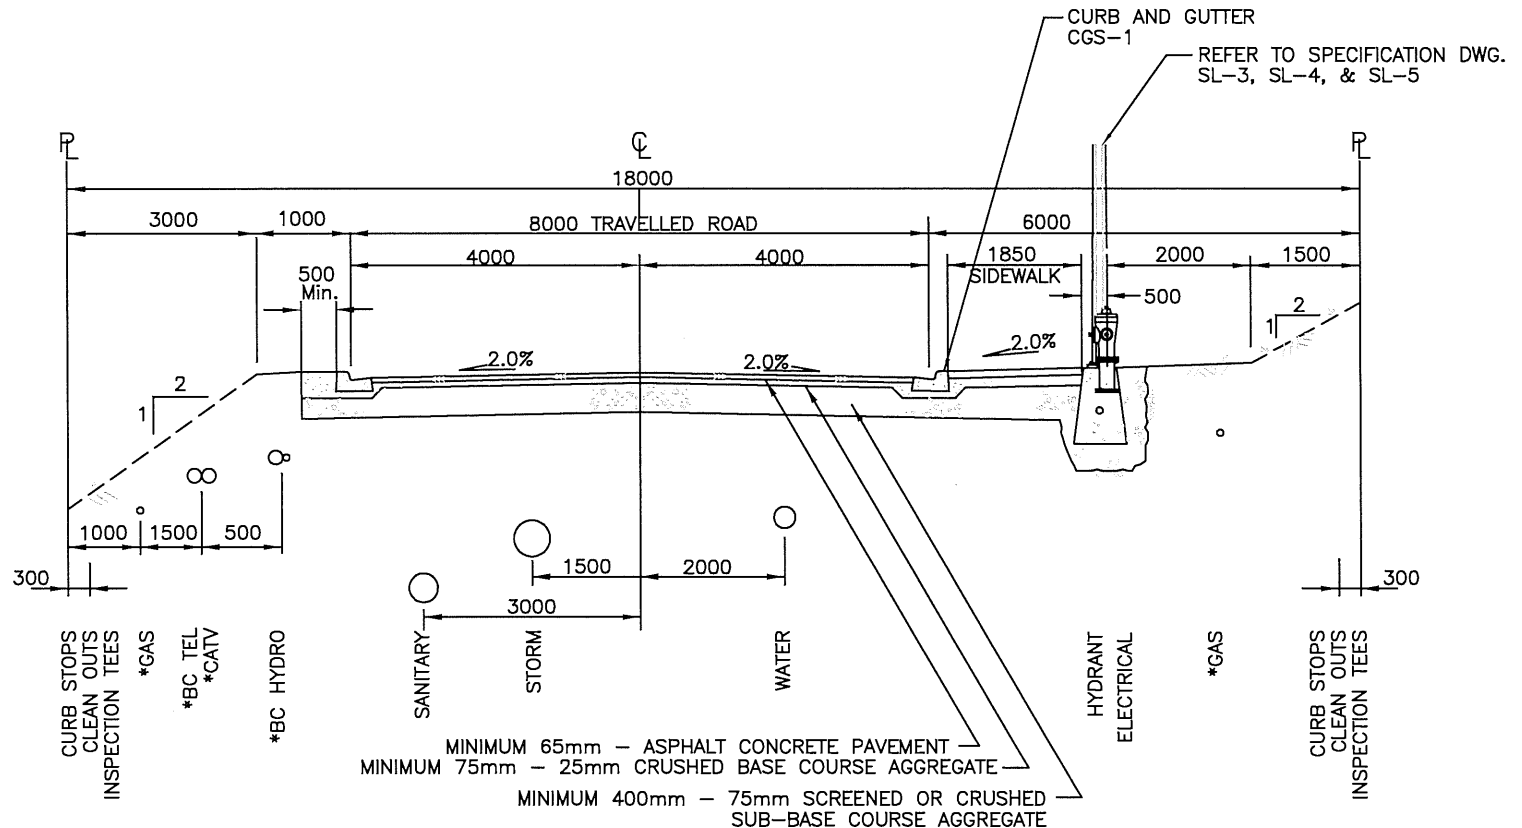 CURB AND GUTTER
CGS-1
REFER TO SPECIFICATION DWG.
SL-3, SL-4, & SL-5
PL
CL
PL
18000
3000
1000
8000 TRAVELLED ROAD
6000
4000
4000
1850
SIDEWALK
2000
1500
500
Min.
500
2
1
2.0%
2.0%
2.0%
2
1
1000
1500
500
1500
2000
300
300
3000
CURB STOPS
CLEAN OUTS
INSPECTION TEES
*GAS
*BC TEL
*CATV
*BC HYDRO
SANITARY
STORM
WATER
HYDRANT
ELECTRICAL
*GAS
CURB STOPS
CLEAN OUTS
INSPECTION TEES
MINIMUM 65mm - ASPHALT CONCRETE PAVEMENT
MINIMUM 75mm - 25mm CRUSHED BASE COURSE AGGREGATE
MINIMUM 400mm - 75mm SCREENED OR CRUSHED
SUB-BASE COURSE AGGREGATE